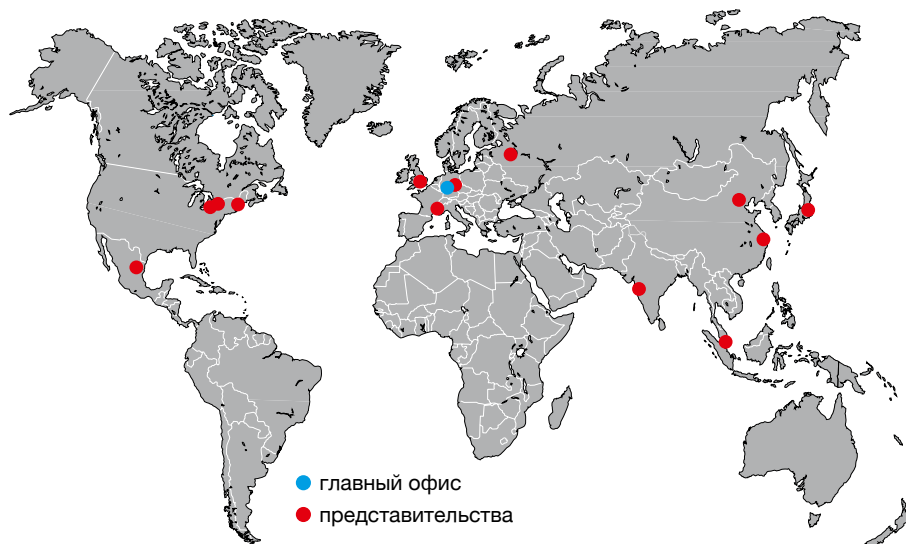 главный офис
представительства